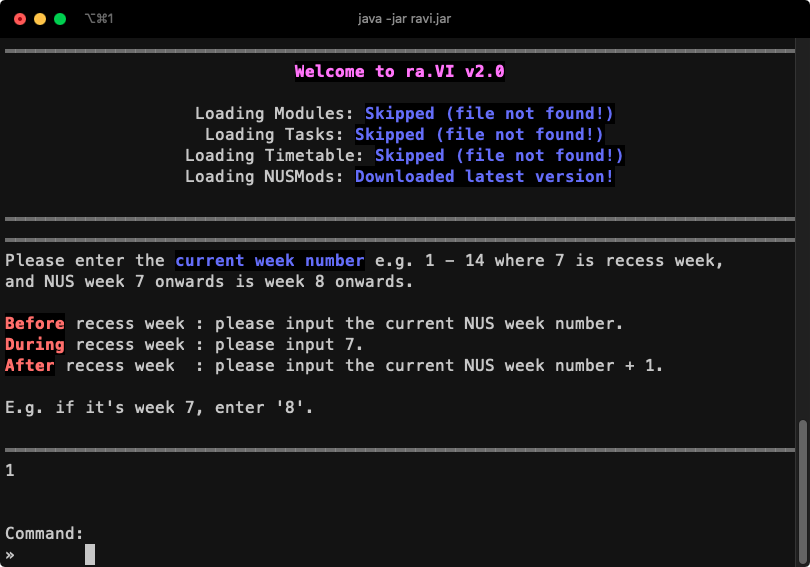 ⌥⌘1
java -jar ravi.jar
Welcome to ra.VI v2.0
Loading Modules: Skipped (file not found!)
Loading Tasks: Skipped (file not found!)
Loading Timetable: Skipped (file not found!)
Loading NUSMods: Downloaded latest version!
Please enter the current week number e.g. 1 - 14 where 7 is recess week,
and NUS week 7 onwards is week 8 onwards.
Before recess week : please input the current NUS week number.
During recess week : please input 7.
After recess week  : please input the current NUS week number + 1.
E.g. if it's week 7, enter '8'.
1
Command:
»